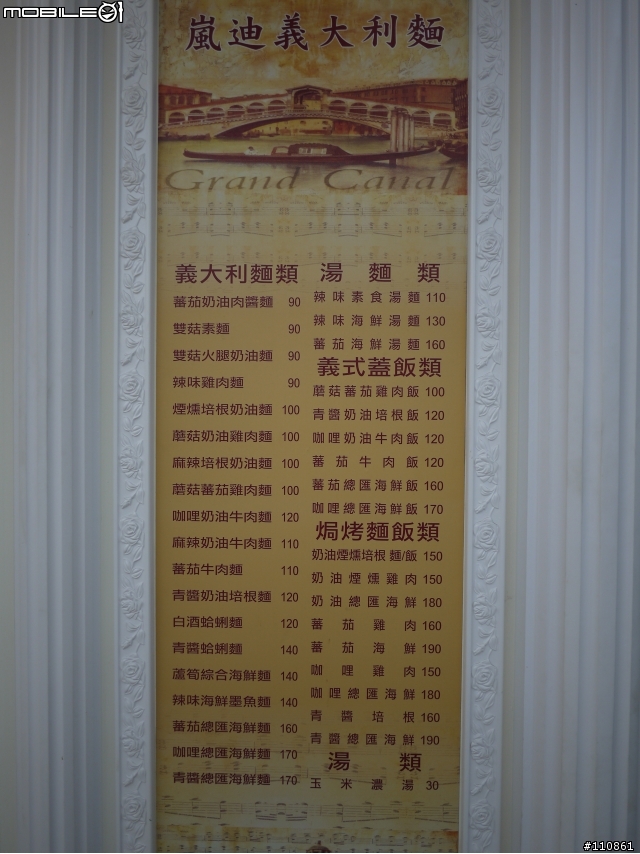 MOBILE01
嵐迪義大利麵
Grand Canal
義大利麵類
蕃茄奶油肉醬麵 90
雙菇素麵 90
雙菇火腿奶油麵 90
辣味雞肉麵 90
煙燻培根奶油麵 100
蘑菇奶油雞肉麵 100
麻辣培根奶油麵 100
蘑菇蕃茄雞肉麵 100
咖哩奶油牛肉麵 120
麻辣奶油牛肉麵 110
蕃茄牛肉麵 110
青醬奶油培根麵 120
白酒蛤蜊麵 120
青醬蛤蜊麵 140
蘆筍綜合海鮮麵 140
辣味海鮮墨魚麵 140
蕃茄總匯海鮮麵 160
咖哩總匯海鮮麵 170
青醬總匯海鮮麵 170
湯麵類
辣味素食湯麵 110
辣味海鮮湯麵 130
蕃茄海鮮湯麵 160
義式蓋飯類
蘑菇蕃茄雞肉飯 100
青醬奶油培根飯 120
咖哩奶油牛肉飯 120
蕃茄牛肉飯 120
蕃茄總匯海鮮飯 160
咖哩總匯海鮮飯 170
焗烤麵飯類
奶油煙燻培根 麵/飯 150
奶油煙燻雞肉 150
奶油總匯海鮮 180
蕃茄雞肉 160
蕃茄海鮮 190
咖哩雞肉 150
咖哩總匯海鮮 180
青醬培根 160
青醬總匯海鮮 190
湯類
玉米濃湯 30
#110861